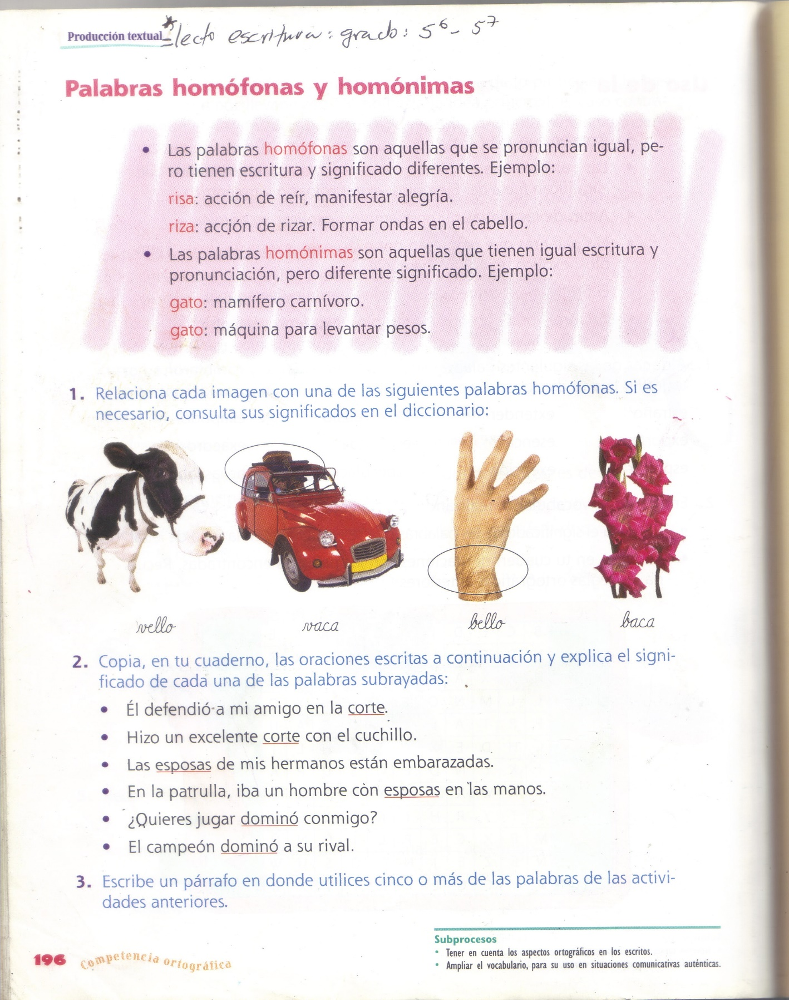 Producción textual
lecto escritura: grado: 5⁶- 5⁷
Palabras homófonas y homónimas
• Las palabras homófonas son aquellas que se pronuncian igual, pe-
ro tienen escritura y significado diferentes. Ejemplo:
risa: acción de reír, manifestar alegría.
riza: acción de rizar. Formar ondas en el cabello.
• Las palabras homónimas son aquellas que tienen igual escritura y
pronunciación, pero diferente significado. Ejemplo:
gato: mamífero carnívoro.
gato: máquina para levantar pesos.
1. Relaciona cada imagen con una de las siguientes palabras homófonas. Si es
necesario, consulta sus significados en el diccionario:
vello vaca bello baca
2. Copia, en tu cuaderno, las oraciones escritas a continuación y explica el signi-
ficado de cada una de las palabras subrayadas:
• Él defendió a mi amigo en la corte.
• Hizo un excelente corte con el cuchillo.
• Las esposas de mis hermanos están embarazadas.
• En la patrulla, iba un hombre con esposas en las manos.
• ¿Quieres jugar dominó conmigo?
• El campeón dominó a su rival.
3. Escribe un párrafo en donde utilices cinco o más de las palabras de las activi-
dades anteriores.
Subprocesos
• Tener en cuenta los aspectos ortográficos en los escritos.
• Ampliar el vocabulario, para su uso en situaciones comunicativas auténticas.
196 Competencia ortográfica